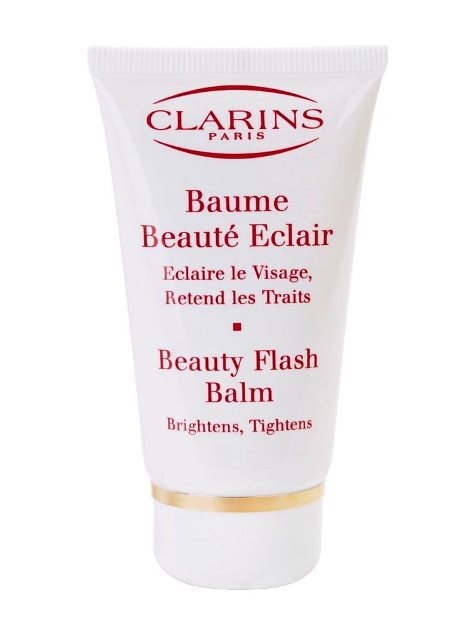 CLARINS
PARIS
Baume
Beauté Eclair
Eclaire le Visage,
Retend les Traits
Beauty Flash
Balm
Brightens, Tightens